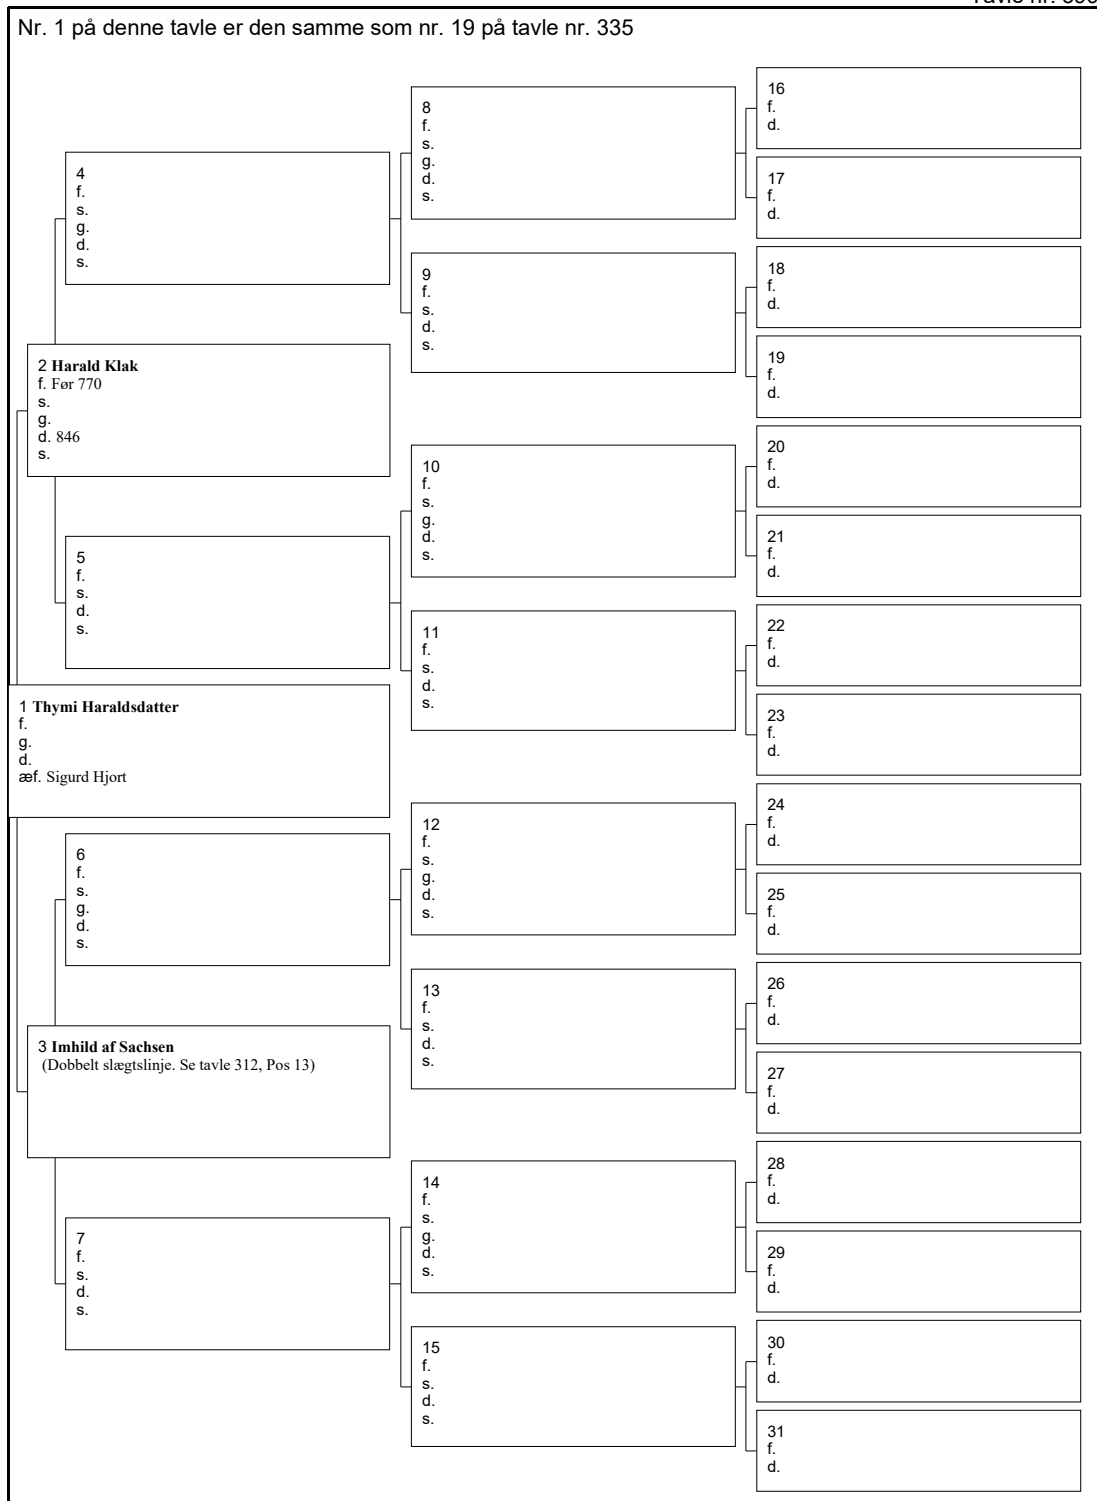 Nr. 1 på denne tavle er den samme som nr. 19 på tavle nr. 335
16
f.
d.
8
f.
s.
g.
d.
s.
17
f.
d.
4
f.
s.
g.
d.
s.
18
f.
d.
9
f.
s.
d.
s.
19
f.
d.
2 Harald Klak
f. Før 770
s.
g.
d. 846
s.
20
f.
d.
10
f.
s.
g.
d.
s.
21
f.
d.
5
f.
s.
d.
s.
22
f.
d.
11
f.
s.
d.
s.
23
f.
d.
1 Thymi Haraldsdatter
f.
g.
d.
æf. Sigurd Hjort
24
f.
d.
12
f.
s.
g.
d.
s.
25
f.
d.
6
f.
s.
g.
d.
s.
26
f.
d.
13
f.
s.
d.
s.
27
f.
d.
3 Imhild af Sachsen
(Dobbelt slægtslinje. Se tavle 312, Pos 13)
28
f.
d.
14
f.
s.
g.
d.
s.
29
f.
d.
7
f.
s.
d.
s.
30
f.
d.
15
f.
s.
d.
s.
31
f.
d.